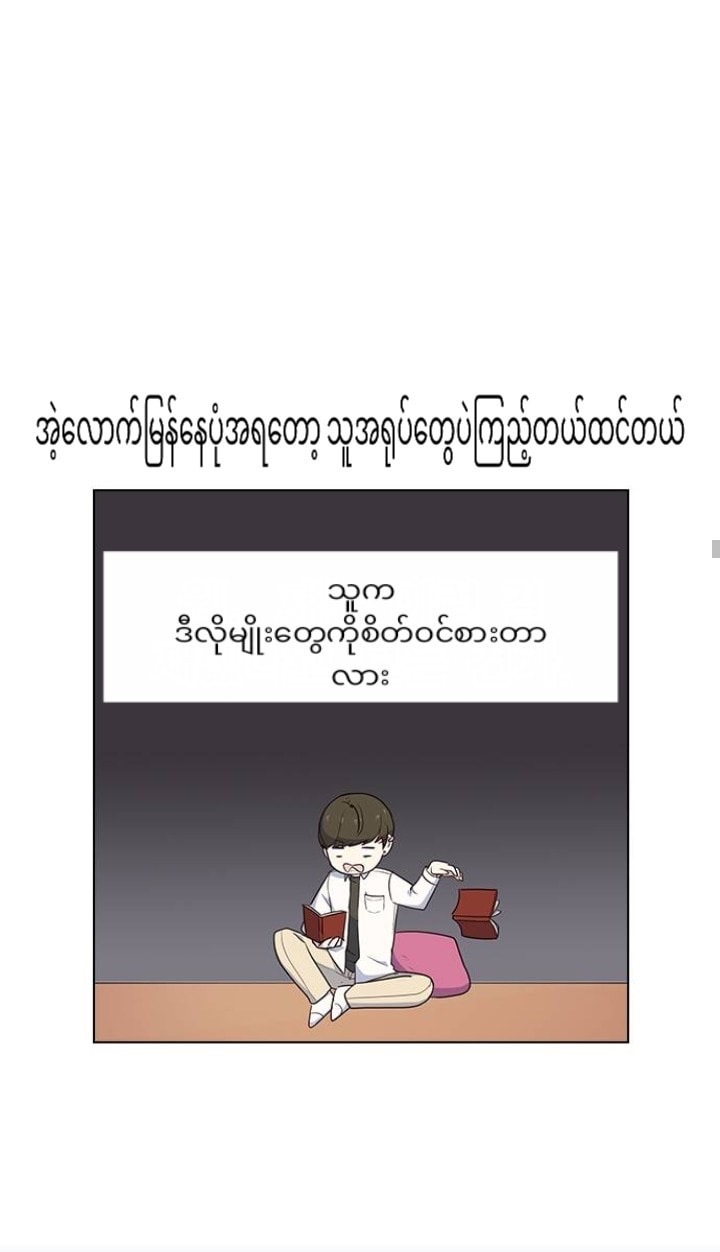 အဲ့လောက်မြန်နေပုံအရတော့ သူအရုပ်တွေပဲကြည့်တယ်ထင်တယ်
သူက
ဒီလိုမျိုးတွေကိုစိတ်ဝင်စားတာ
လား